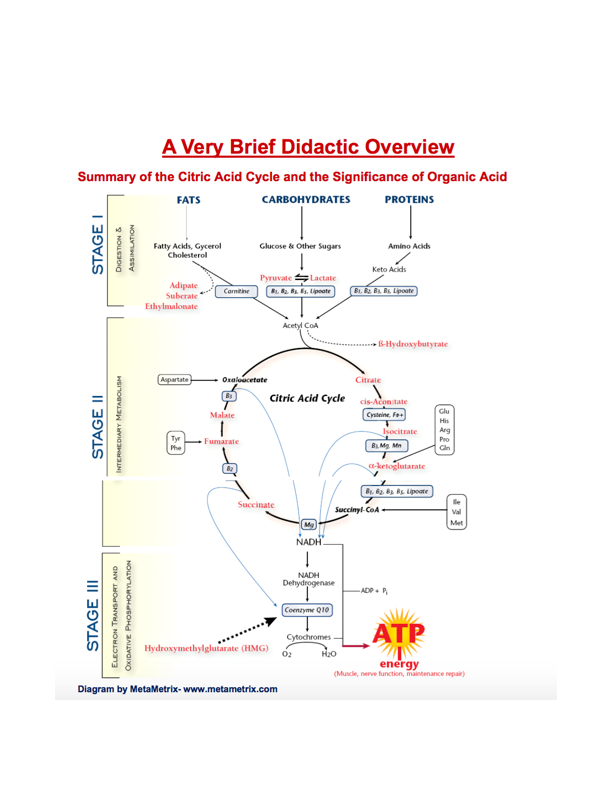 A Very Brief Didactic Overview
Summary of the Citric Acid Cycle and the Significance of Organic Acid
FATS
CARBOHYDRATES
PROTEINS
STAGE I
DIGESTION &
ASSIMILATION
Fatty Acids, Gycerol
Cholesterol
Glucose & Other Sugars
Amino Acids
Keto Acids
Pyruvate
Lactate
Adipate
Suberate
Ethylmalonate
Carnitine
B1, B2, B3, B5, Lipoate
B1, B2, B3, B5, Lipoate
Acetyl CoA
ß-Hydroxybutyrate
STAGE II
INTERMEDIARY METABOLISM
Aspartate
Oxaloacetate
Citrate
B3
Citric Acid Cycle
cis-Aconitate
Cysteine, Fe+
Malate
Isocitrate
Glu
His
Arg
Pro
Gln
Tyr
Phe
Fumarate
B3, Mg, Mn
α-ketoglutarate
B2
B1, B2, B3, B5, Lipoate
Succinate
Succinyl-CoA
Ile
Val
Met
Mg
NADH
STAGE III
ELECTRON TRANSPORT AND
OXIDATIVE PHOSPHORYLATION
NADH
Dehydrogenase
ADP + Pi
Coenzyme Q10
Cytochromes
ATP
Hydroxymethylglutarate (HMG)
O2
H2O
energy
(Muscle, nerve function, maintenance repair)
Diagram by MetaMetrix- www.metametrix.com